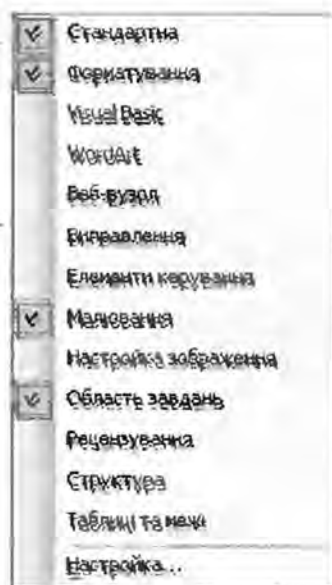 Стандартна
Форматування
Visual Basic
WordArt
Веб-вузол
Виправлення
Елементи керування
Малювання
Настройка зображення
Область завдань
Рецензування
Структура
Таблиці та межі
Настройка...